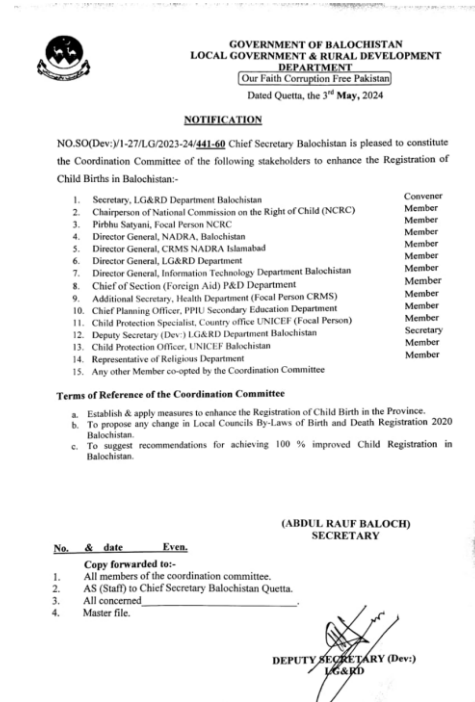 GOVERNMENT OF BALOCHISTAN
LOCAL GOVERNMENT & RURAL DEVELOPMENT
DEPARTMENT
Our Faith Corruption Free Pakistan
Dated Quetta, the 3rd May, 2024
NOTIFICATION
NO.SO(Dev:)/1-27/LG/2023-24/441-60 Chief Secretary Balochistan is pleased to constitute
the Coordination Committee of the following stakeholders to enhance the Registration of
Child Births in Balochistan:-
1. Secretary, LG&RD Department Balochistan Convener
2. Chairperson of National Commission on the Right of Child (NCRC) Member
3. Pirbhu Satyani, Focal Person NCRC Member
4. Director General, NADRA, Balochistan Member
5. Director General, CRMS NADRA Islamabad Member
6. Director General, LG&RD Department Member
7. Director General, Information Technology Department Balochistan Member
8. Chief of Section (Foreign Aid) P&D Department Member
9. Additional Secretary, Health Department (Focal Person CRMS) Member
10. Chief Planning Officer, PPIU Secondary Education Department Member
11. Child Protection Specialist, Country office UNICEF (Focal Person) Member
12. Deputy Secretary (Dev:) LG&RD Department Balochistan Secretary
13. Child Protection Officer, UNICEF Balochistan Member
14. Representative of Religious Department Member
15. Any other Member co-opted by the Coordination Committee
Terms of Reference of the Coordination Committee
a. Establish & apply measures to enhance the Registration of Child Birth in the Province.
b. To propose any change in Local Councils By-Laws of Birth and Death Registration 2020
Balochistan.
c. To suggest recommendations for achieving 100 % improved Child Registration in
Balochistan.
(ABDUL RAUF BALOCH)
SECRETARY
No. & date Even.
Copy forwarded to:-
1. All members of the coordination committee.
2. AS (Staff) to Chief Secretary Balochistan Quetta.
3. All concerned.
4. Master file.
DEPUTY SECRETARY (Dev:)
LG&RD